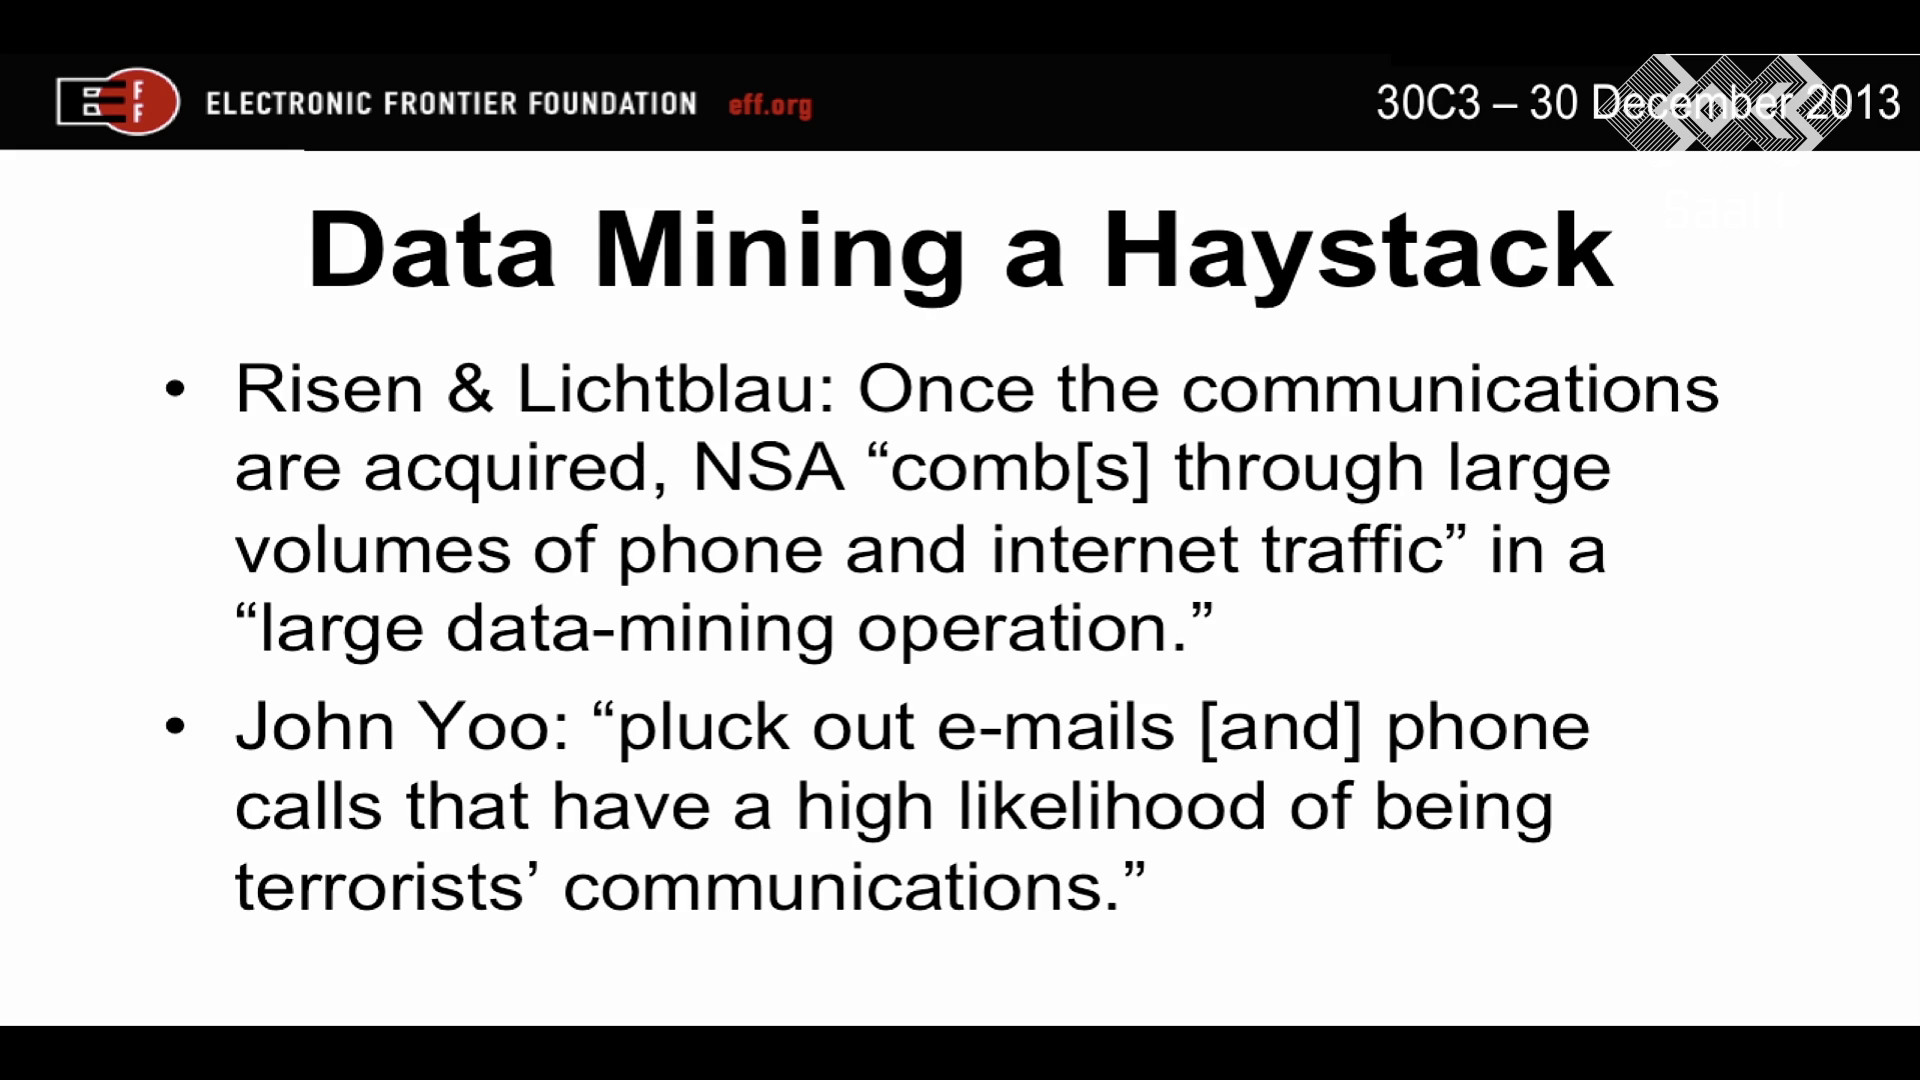 EFF
ELECTRONIC FRONTIER FOUNDATION eff.org
30C3 – 30 December 2013
Data Mining a Haystack
• Risen & Lichtblau: Once the communications
are acquired, NSA “comb[s] through large
volumes of phone and internet traffic” in a
“large data-mining operation.”
• John Yoo: “pluck out e-mails [and] phone
calls that have a high likelihood of being
terrorists’ communications.”